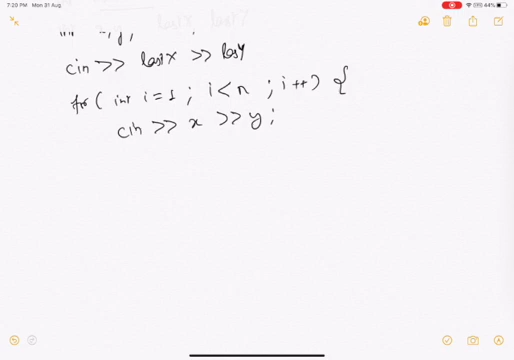 7:20 PM Mon 31 Aug
44%
cin >> lastX >> lastY
for( int i=1 ; i<n ; i++) {
cin >> x >> y;